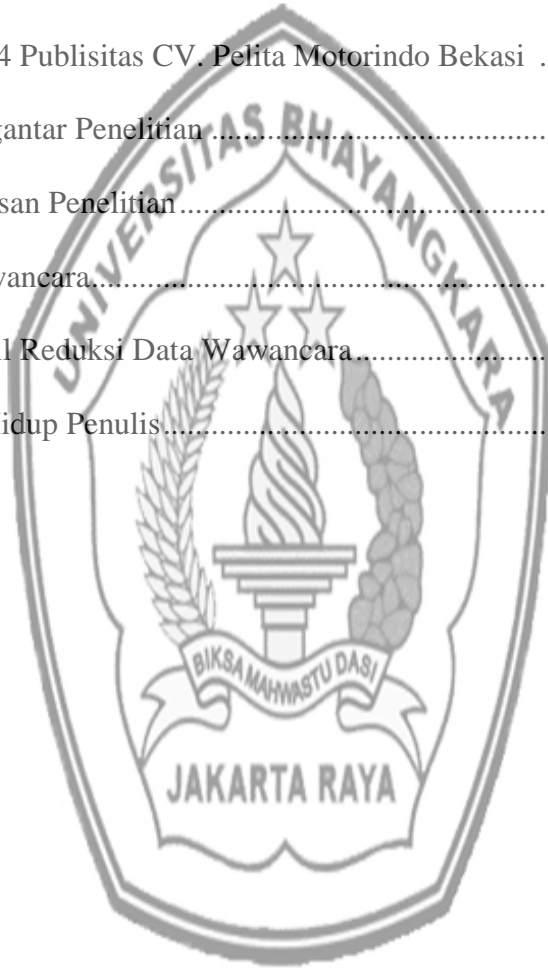 4 Publisitas CV. Pelita Motorindo Bekasi .
gantar Penelitian ........................................
san Penelitian ........................................
wancara ........................................
l Reduksi Data Wawancara ........................
idup Penulis ........................................
UNIVERSITAS BHAYANGKARA
BIKSA MAHWASTU DASI
JAKARTA RAYA